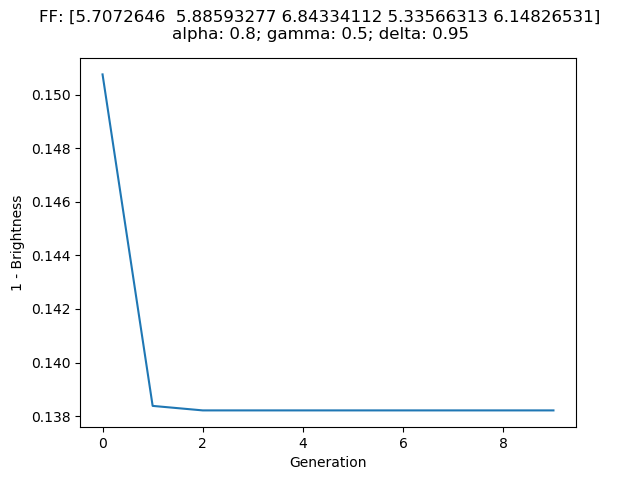 FF: [5.7072646  5.88593277 6.84334112 5.33566313 6.14826531]
alpha: 0.8; gamma: 0.5; delta: 0.95
0.150
0.148
0.146
0.144
0.142
0.140
0.138
1 - Brightness
0 2 4 6 8
Generation